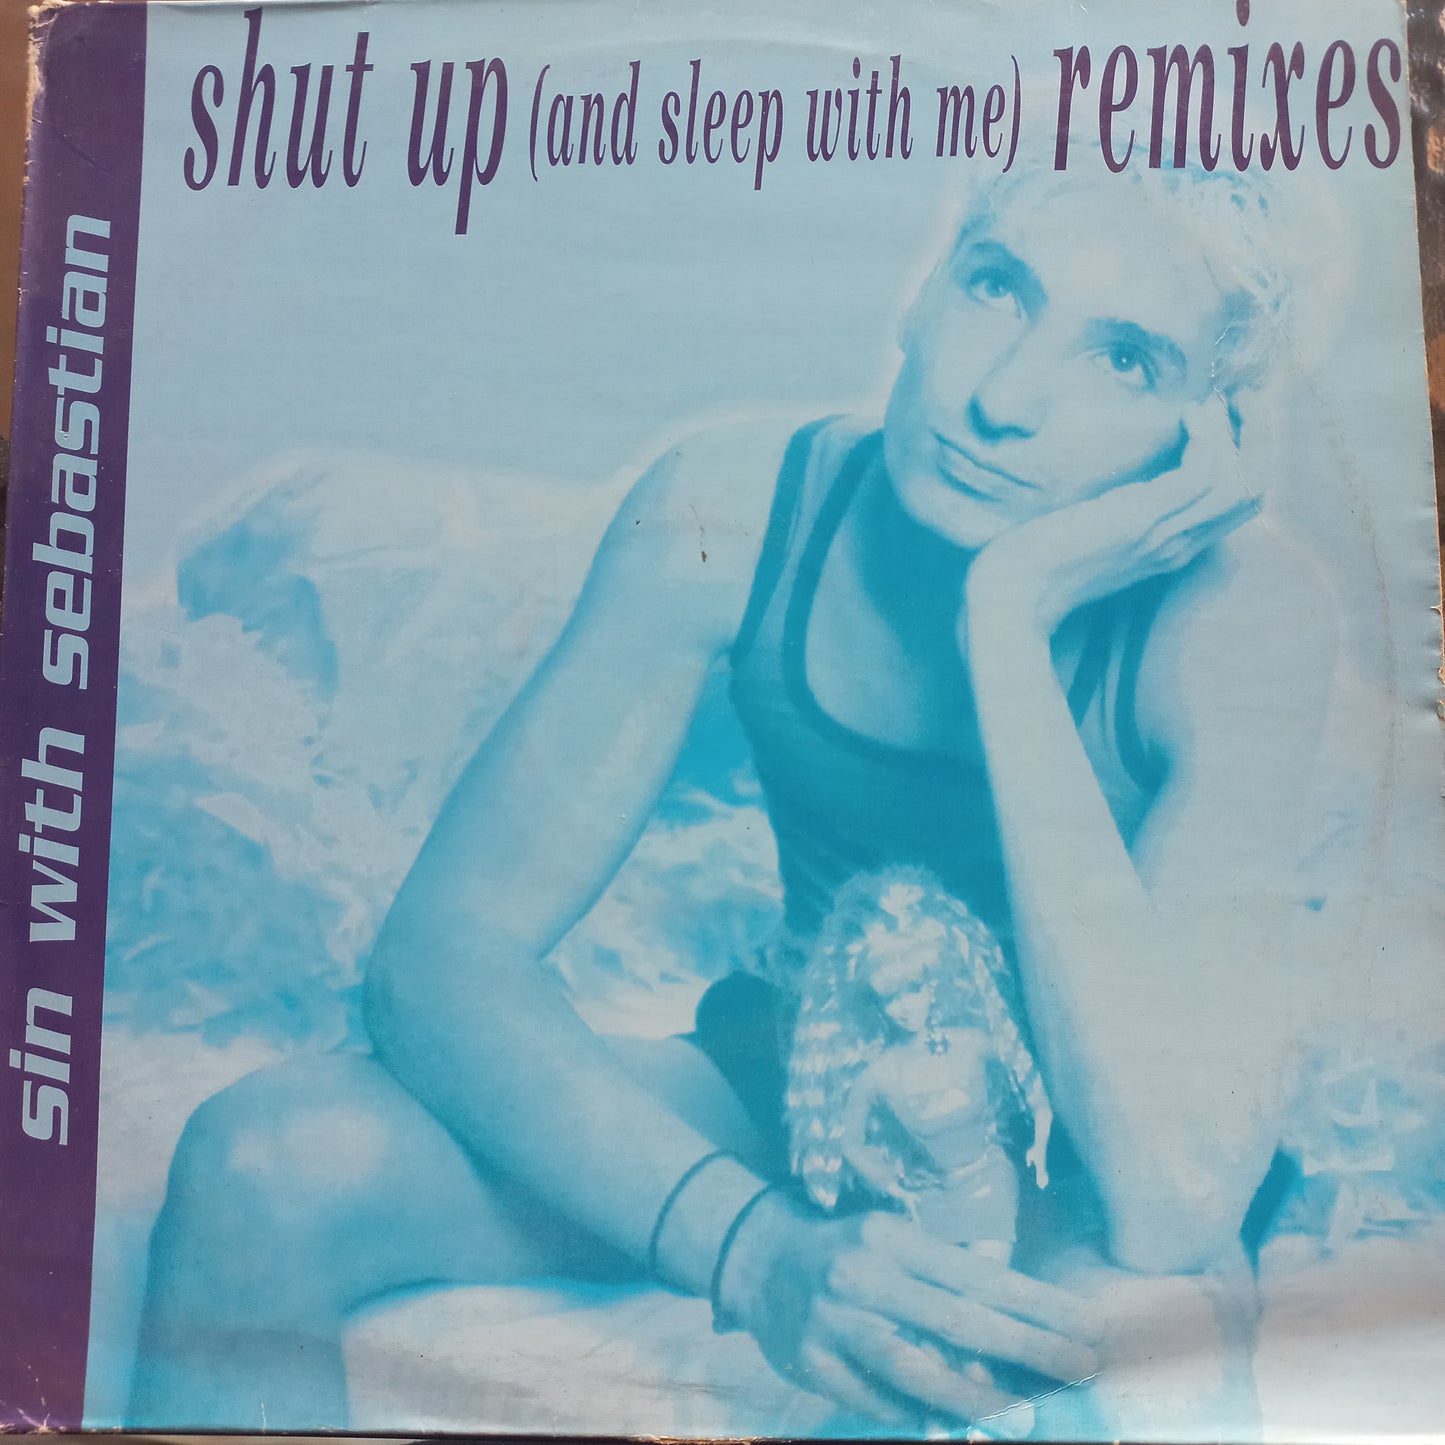 shut up (and sleep with me) remixes
sin with sebastian